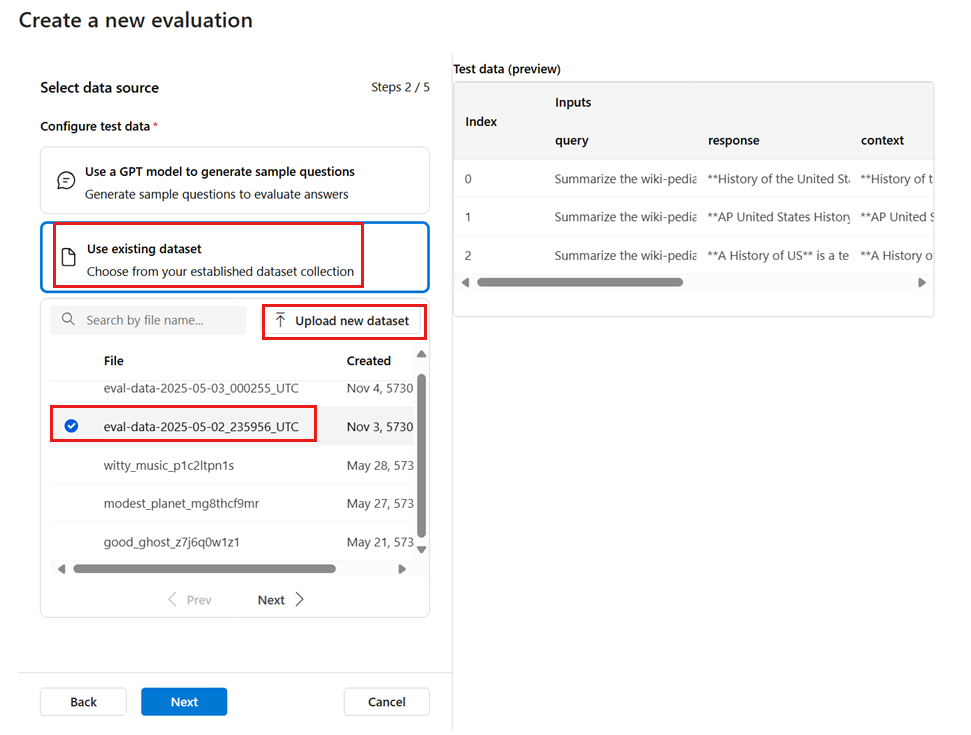 Create a new evaluation
Select data source
Steps 2 / 5
Configure test data *
Use a GPT model to generate sample questions
Generate sample questions to evaluate answers
Use existing dataset
Choose from your established dataset collection
Search by file name...
Upload new dataset
File Created
eval-data-2025-05-03_000255_UTC Nov 4, 5730
eval-data-2025-05-02_235956_UTC Nov 3, 5730
witty_music_p1c2ltpn1s May 28, 573
modest_planet_mg8thcf9mr May 27, 573
good_ghost_z7j6q0w1z1 May 21, 573
Prev Next
Back Next Cancel
Test data (preview)
Inputs
Index
query response context
0 Summarize the wiki-pedia **History of the United St **History of t
1 Summarize the wiki-pedia **AP United States History **AP United S
2 Summarize the wiki-pedia **A History of US** is a te **A History o